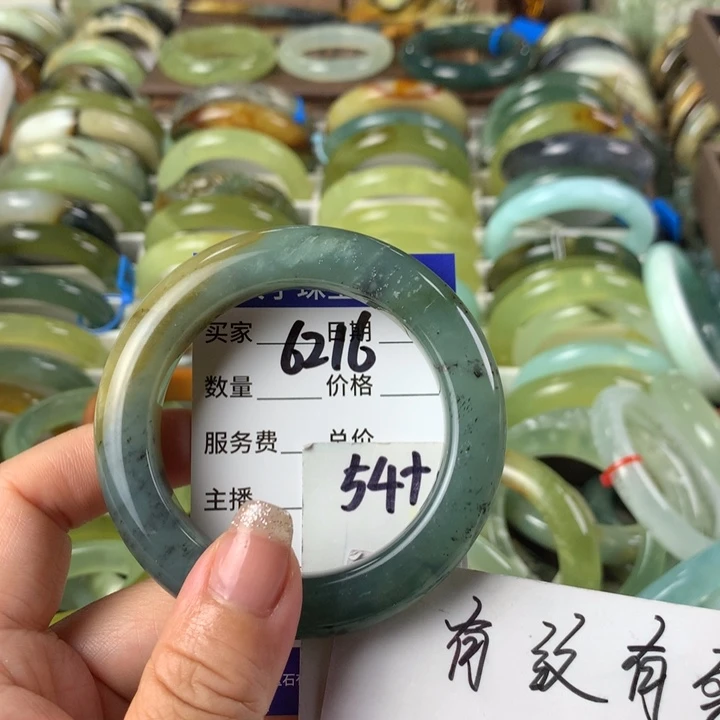 买家 6216 日期
数量 价格
服务费 总价
主播 54+
有纹有